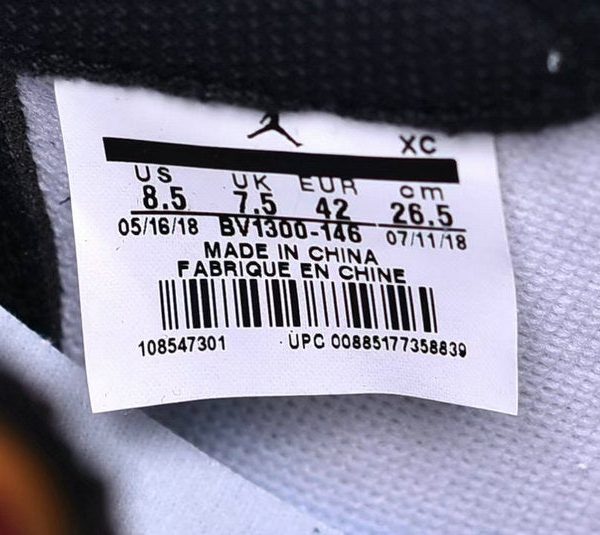 XC
US UK EUR cm
8.5 7.5 42 26.5
05/16/18 BV1300-146 07/11/18
MADE IN CHINA
FABRIQUE EN CHINE
108547301 UPC 00885177358839